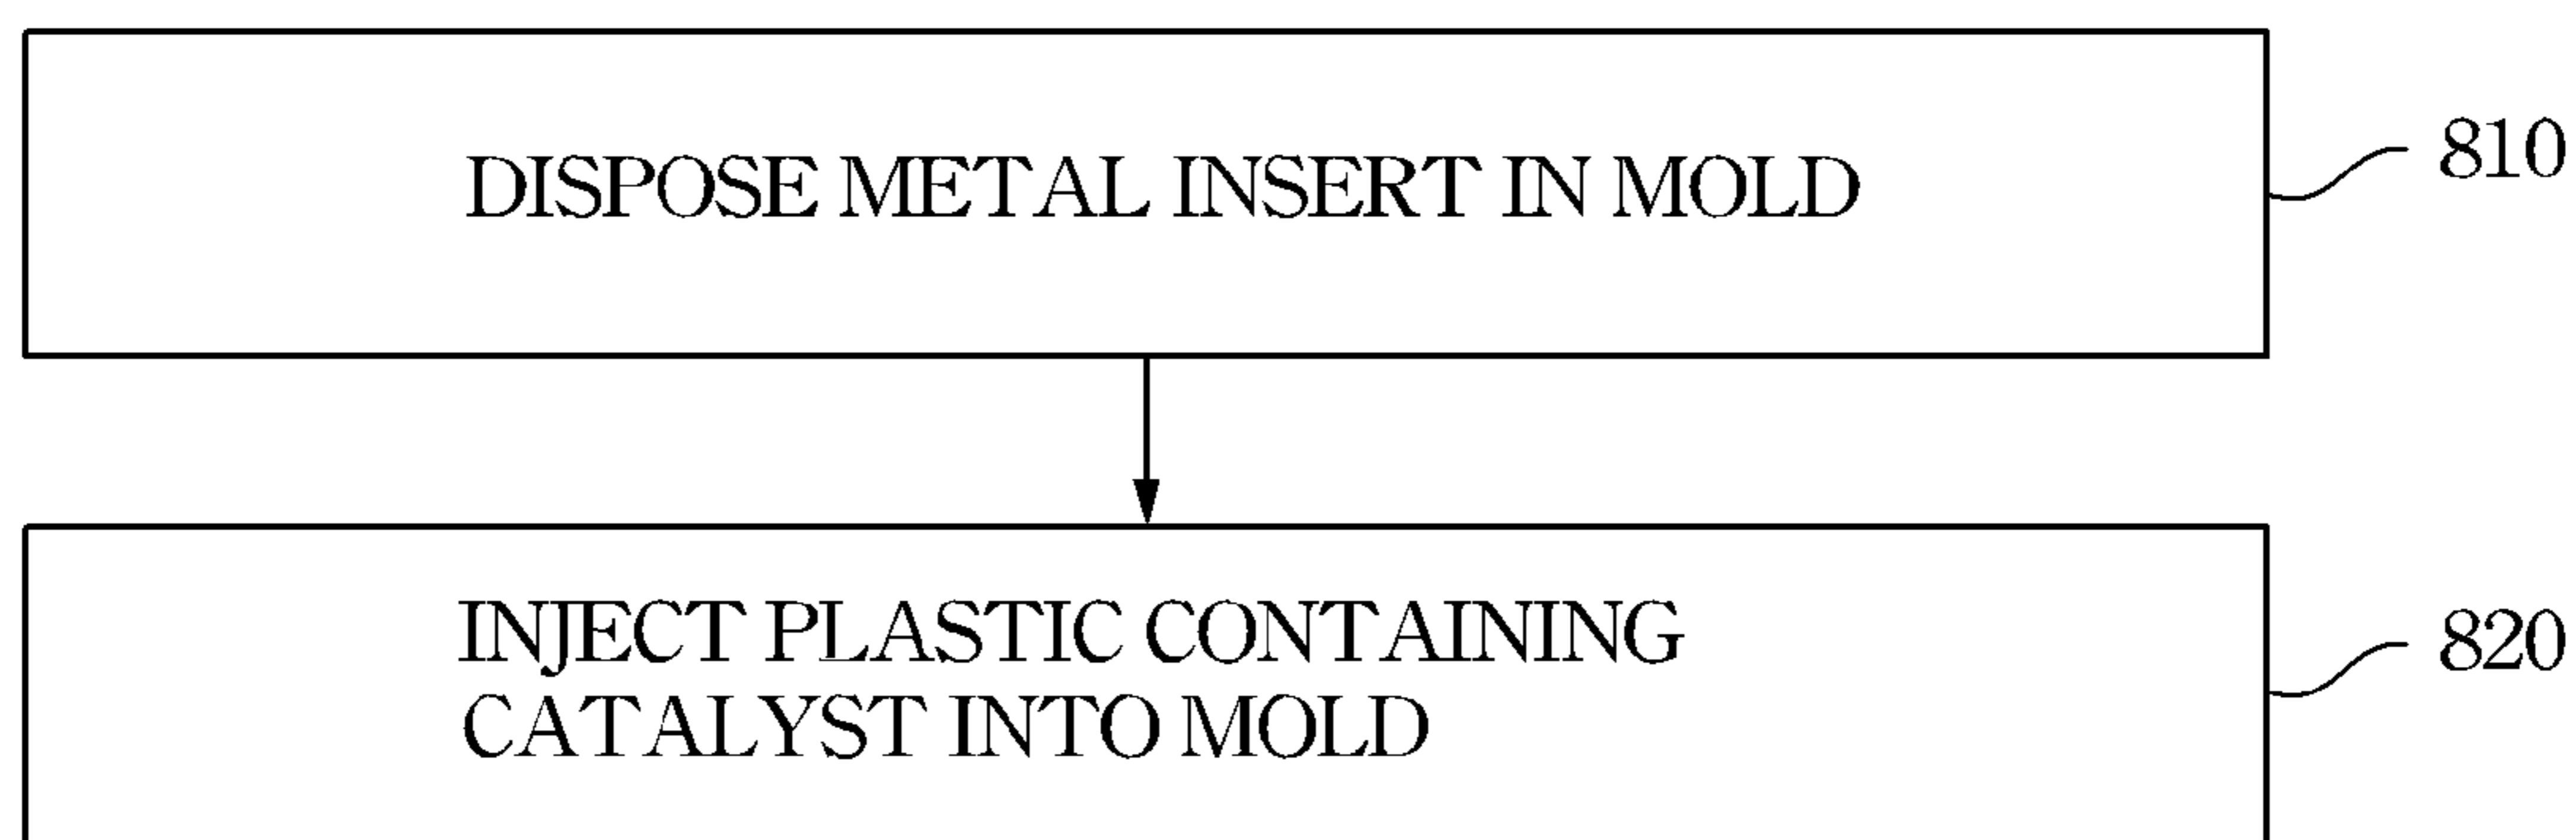 DISPOSE METAL INSERT IN MOLD
810
INJECT PLASTIC CONTAINING
CATALYST INTO MOLD
820